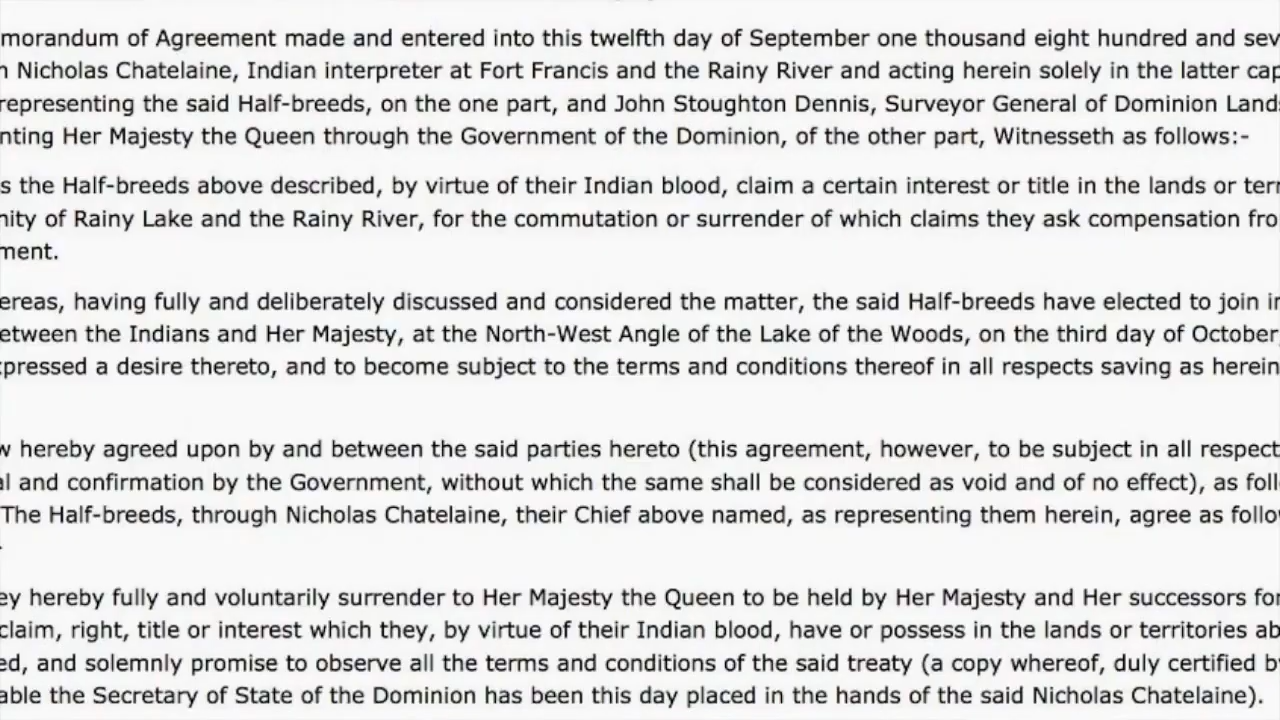 morandum of Agreement made and entered into this twelfth day of September one thousand eight hundred and sev
Nicholas Chatelaine, Indian interpreter at Fort Francis and the Rainy River and acting herein solely in the latter cap
representing the said Half-breeds, on the one part, and John Stoughton Dennis, Surveyor General of Dominion Land
nting Her Majesty the Queen through the Government of the Dominion, of the other part, Witnesseth as follows:-
s the Half-breeds above described, by virtue of their Indian blood, claim a certain interest or title in the lands or terr
nity of Rainy Lake and the Rainy River, for the commutation or surrender of which claims they ask compensation fro
ment.
ereas, having fully and deliberately discussed and considered the matter, the said Half-breeds have elected to join in
etween the Indians and Her Majesty, at the North-West Angle of the Lake of the Woods, on the third day of October,
pressed a desire thereto, and to become subject to the terms and conditions thereof in all respects saving as herein
w hereby agreed upon by and between the said parties hereto (this agreement, however, to be subject in all respect
al and confirmation by the Government, without which the same shall be considered as void and of no effect), as foll
The Half-breeds, through Nicholas Chatelaine, their Chief above named, as representing them herein, agree as follo
ey hereby fully and voluntarily surrender to Her Majesty the Queen to be held by Her Majesty and Her successors for
claim, right, title or interest which they, by virtue of their Indian blood, have or possess in the lands or territories ab
ed, and solemnly promise to observe all the terms and conditions of the said treaty (a copy whereof, duly certified by
able the Secretary of State of the Dominion has been this day placed in the hands of the said Nicholas Chatelaine).